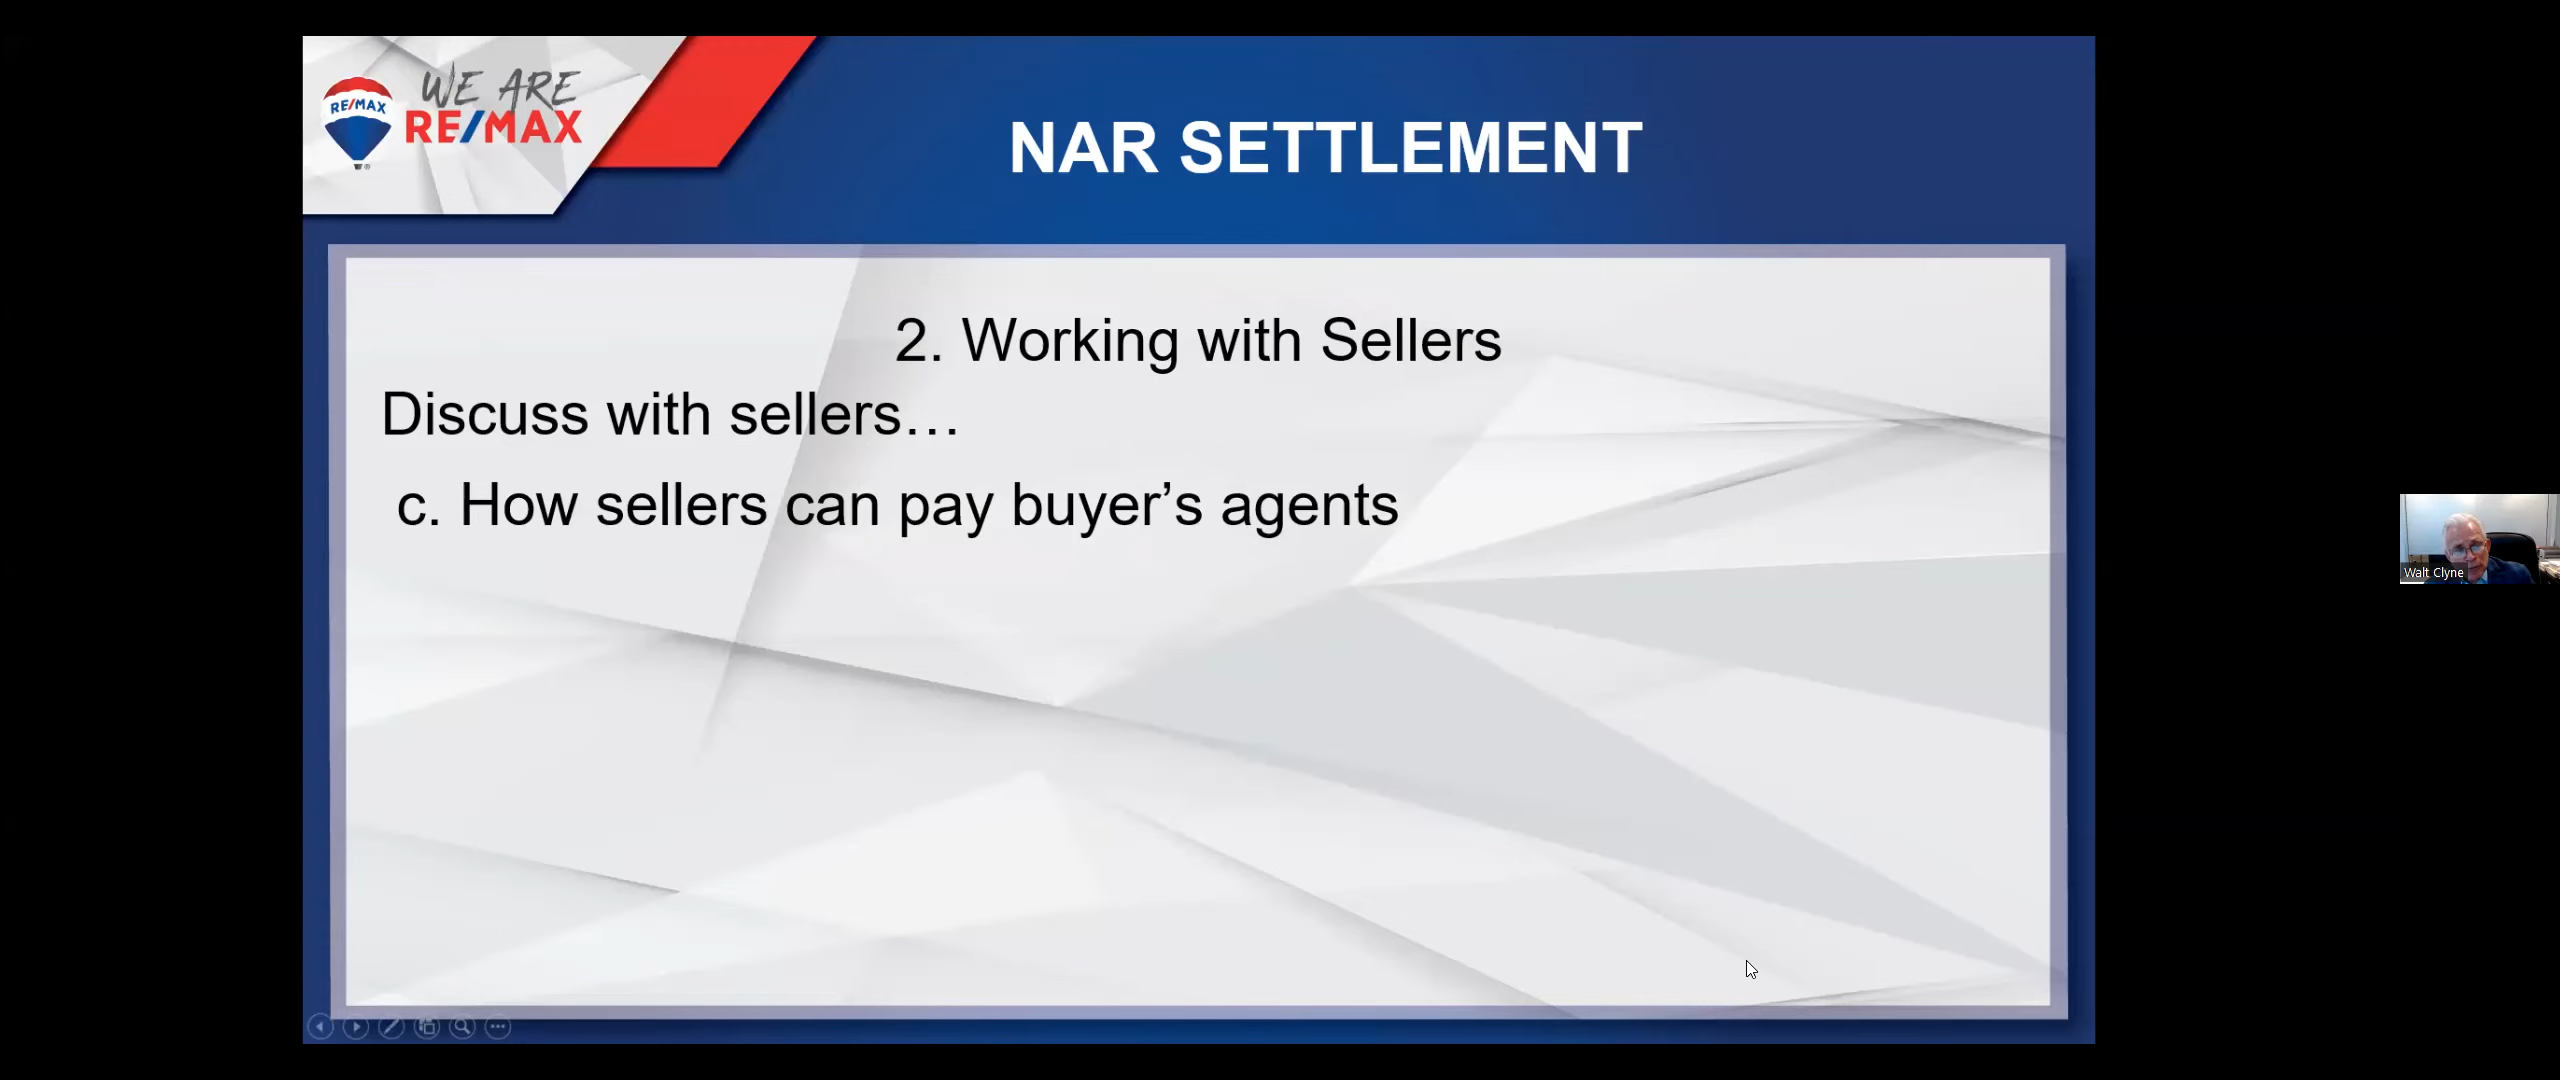 WE ARE
RE/MAX
RE/MAX
NAR SETTLEMENT
2. Working with Sellers
Discuss with sellers…
c. How sellers can pay buyer’s agents
Walt Clyne